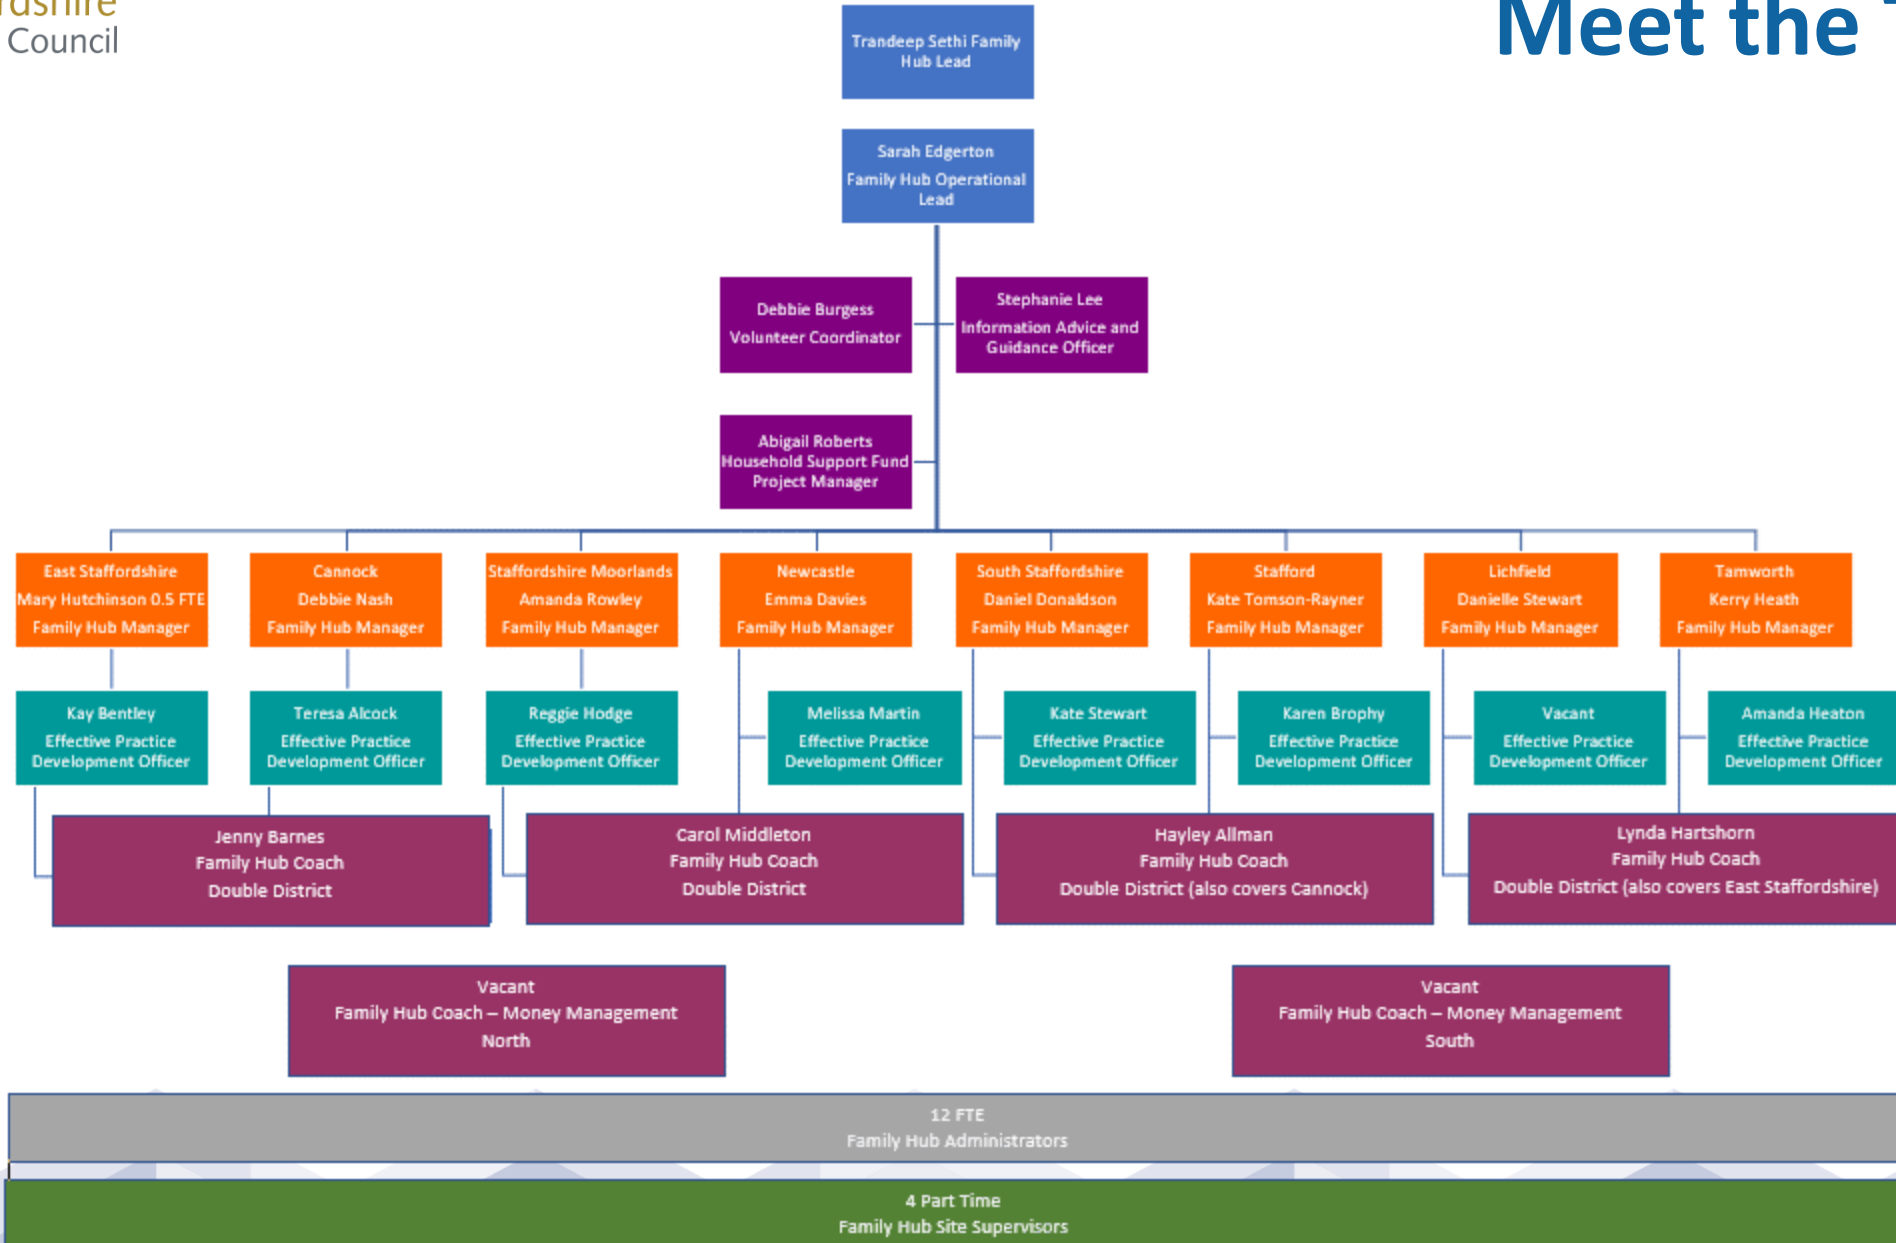 rdshire
Council
Meet the
Trandeep Sethi Family
Hub Lead
Sarah Edgerton
Family Hub Operational
Lead
Debbie Burgess
Volunteer Coordinator
Stephanie Lee
Information Advice and
Guidance Officer
Abigail Roberts
Household Support Fund
Project Manager
East Staffordshire
Mary Hutchinson 0.5 FTE
Family Hub Manager
Cannock
Debbie Nash
Family Hub Manager
Staffordshire Moorlands
Amanda Rowley
Family Hub Manager
Newcastle
Emma Davies
Family Hub Manager
South Staffordshire
Daniel Donaldson
Family Hub Manager
Stafford
Kate Tomson-Rayner
Family Hub Manager
Lichfield
Danielle Stewart
Family Hub Manager
Tamworth
Kerry Heath
Family Hub Manager
Kay Bentley
Effective Practice
Development Officer
Teresa Alcock
Effective Practice
Development Officer
Reggie Hodge
Effective Practice
Development Officer
Melissa Martin
Effective Practice
Development Officer
Kate Stewart
Effective Practice
Development Officer
Karen Brophy
Effective Practice
Development Officer
Vacant
Effective Practice
Development Officer
Amanda Heaton
Effective Practice
Development Officer
Jenny Barnes
Family Hub Coach
Double District
Carol Middleton
Family Hub Coach
Double District
Hayley Allman
Family Hub Coach
Double District (also covers Cannock)
Lynda Hartshorn
Family Hub Coach
Double District (also covers East Staffordshire)
Vacant
Family Hub Coach – Money Management
North
Vacant
Family Hub Coach – Money Management
South
12 FTE
Family Hub Administrators
4 Part Time
Family Hub Site Supervisors